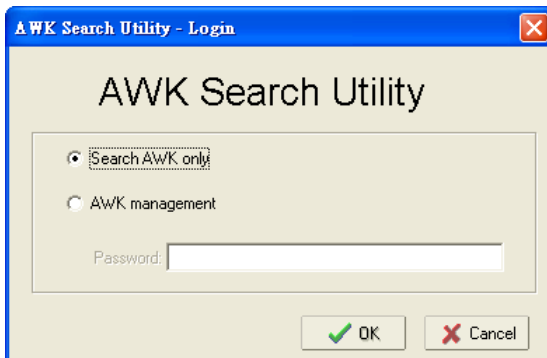 AWK Search Utility - Login
AWK Search Utility
Search AWK only
AWK management
Password:
OK
Cancel